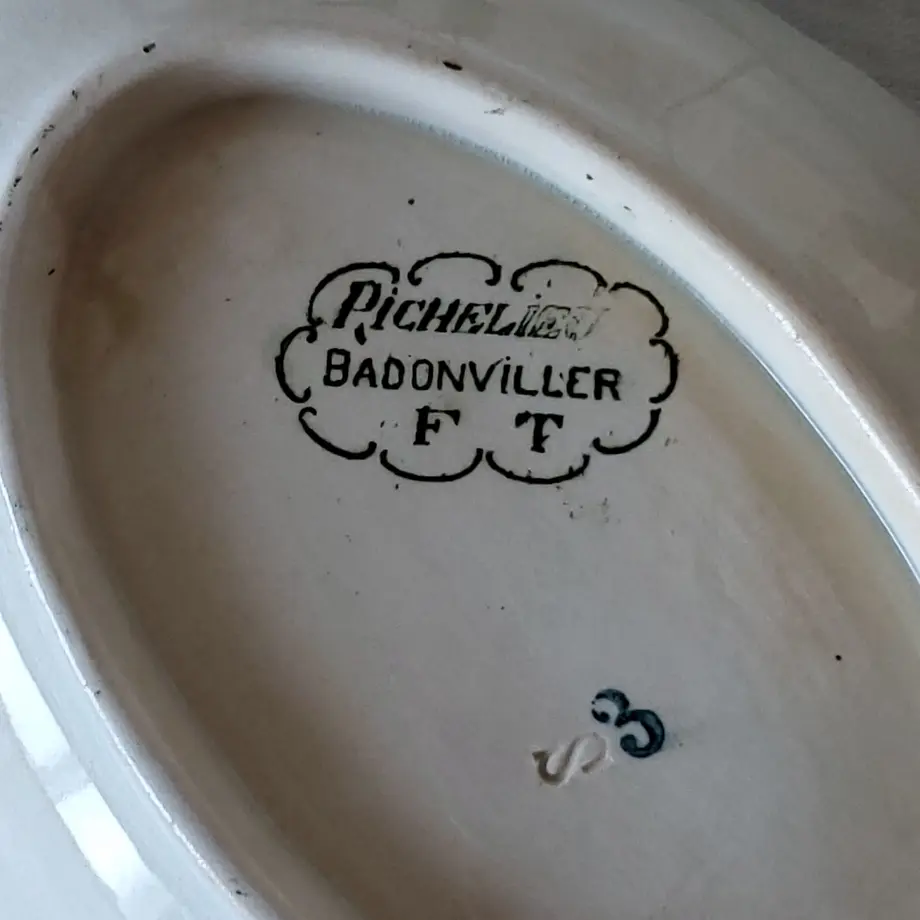 RICHELIEU
BADONVILLER
F T
3
S